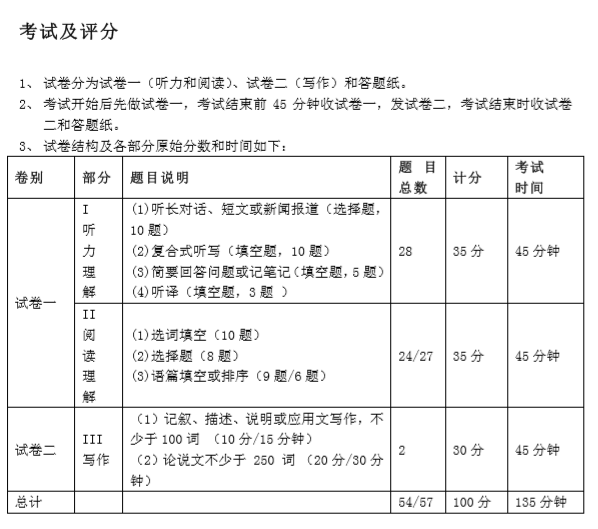 考试及评分
1、 试卷分为试卷一（听力和阅读）、试卷二（写作）和答题纸。
2、 考试开始后先做试卷一，考试结束前 45 分钟收试卷一，发试卷二，考试结束时收试卷
二和答题纸。
3、 试卷结构及各部分原始分数和时间如下：
卷别 部分 题目说明 题 目 总数 计分 考试 时间
试卷一
I 听 力 理 解
(1)听长对话、短文或新闻报道（选择题，
10 题）
(2)复合式听写（填空题，10 题）
(3)简要回答问题或记笔记（填空题，5 题）
(4)听译（填空题，3 题 ）
28 35 分 45 分钟
II 阅 读 理 解
(1)选词填空（10 题）
(2)选择题（8 题）
(3)语篇填空或排序（9 题/6 题）
24/27 35 分 45 分钟
试卷二
III 写作
（1）记叙、描述、说明或应用文写作，不
少于 100 词 （10 分/15 分钟）
（2）论说文不少于 250 词 （20 分/30 分
钟）
2 30 分 45 分钟
总计 54/57 100 分 135 分钟